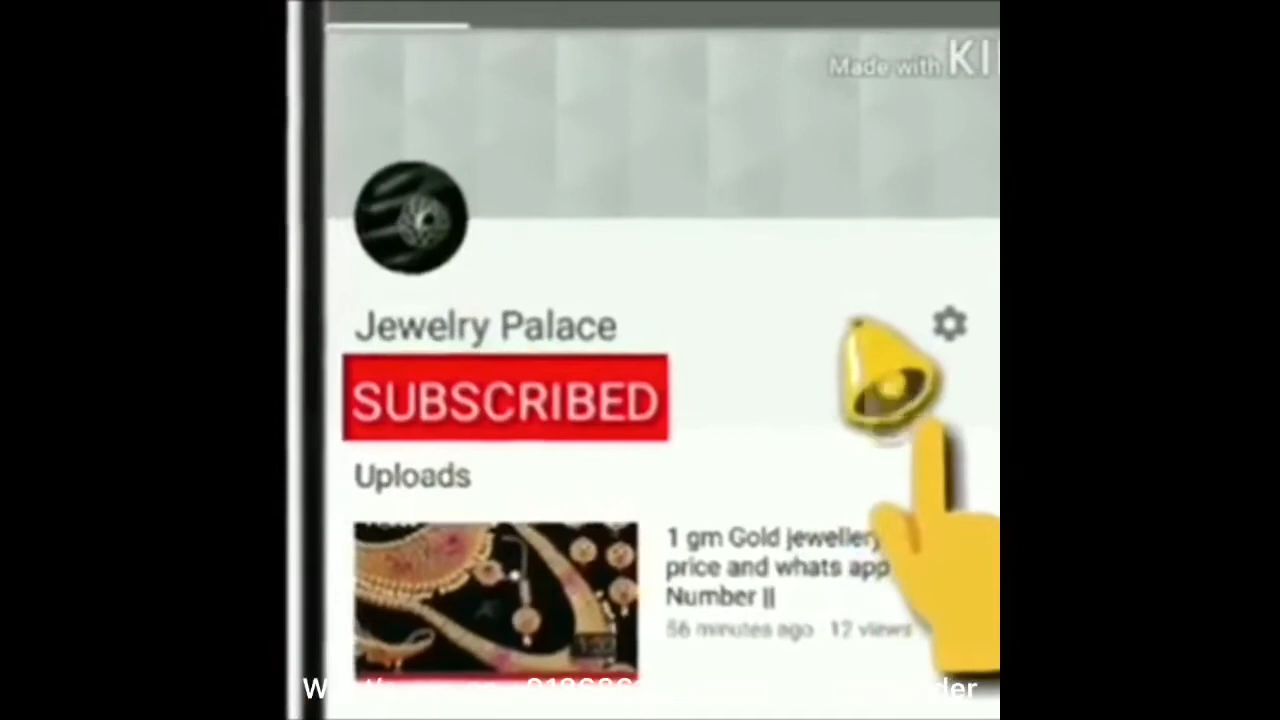 Made with KI
Jewelry Palace
SUBSCRIBED
Uploads
1 gm Gold jewellery
price and whats app
Number ||
56 minutes ago 12 views